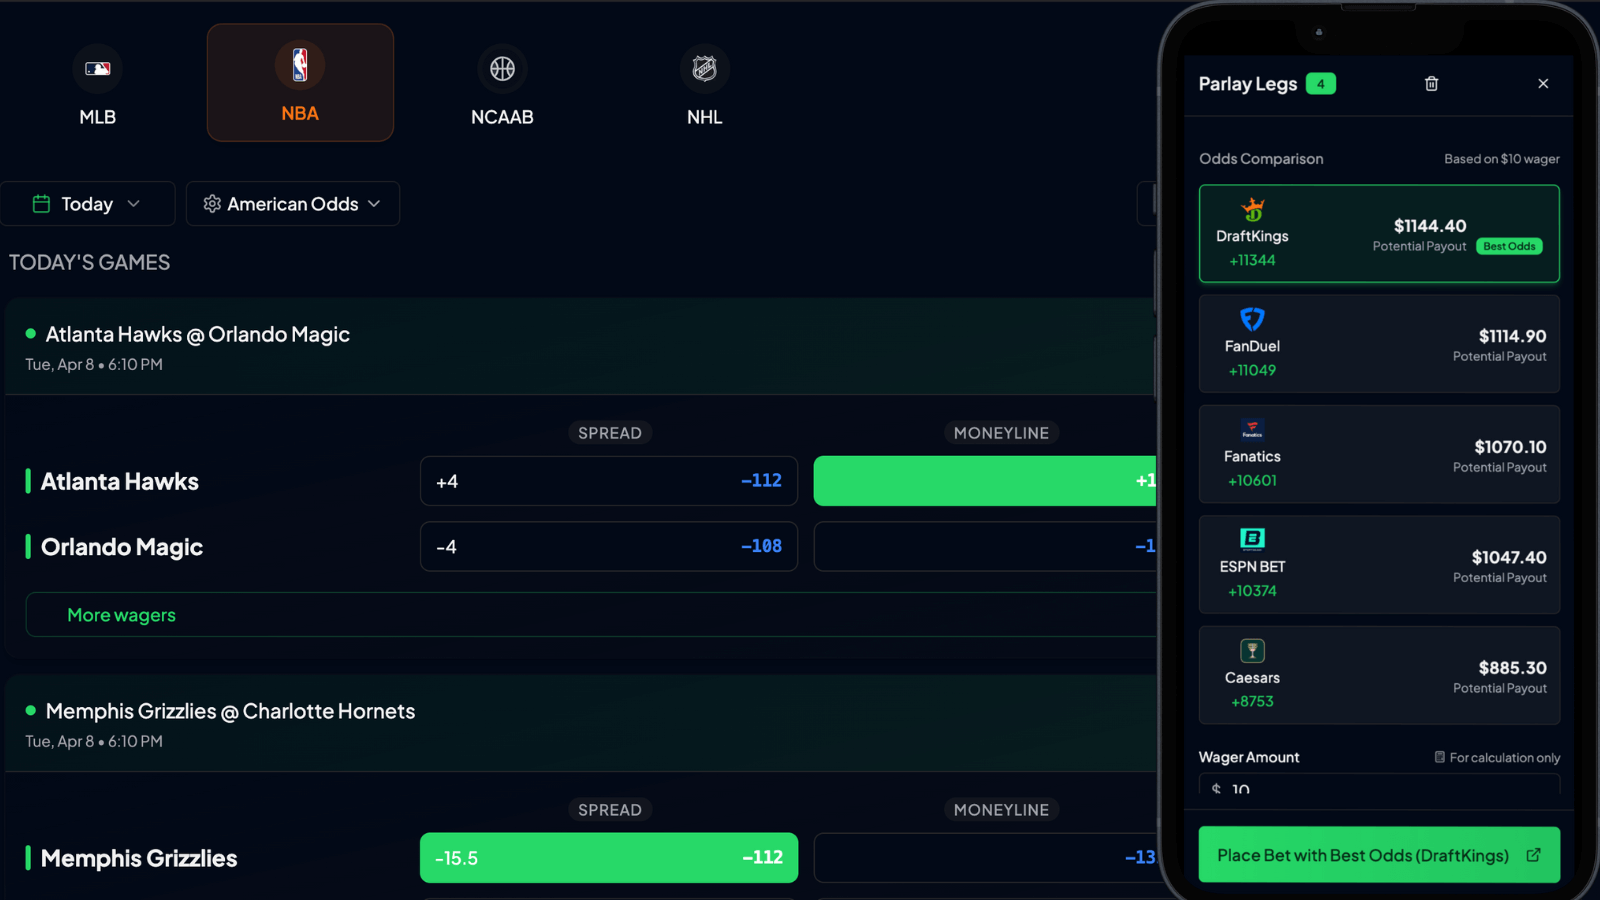 MLB
NBA
NCAAB
NHL
Today
American Odds
TODAY'S GAMES
Atlanta Hawks @ Orlando Magic
Tue, Apr 8 • 6:10 PM
SPREAD
MONEYLINE
Atlanta Hawks
+4
−112
+1
Orlando Magic
-4
−108
−1
More wagers
Memphis Grizzlies @ Charlotte Hornets
Tue, Apr 8 • 6:10 PM
SPREAD
MONEYLINE
Memphis Grizzlies
-15.5
−112
−13
Parlay Legs 4
Odds Comparison
Based on $10 wager
DraftKings
+11344
$1144.40
Potential Payout
Best Odds
FanDuel
+11049
$1114.90
Potential Payout
Fanatics
Fanatics
+10601
$1070.10
Potential Payout
ESPN BET
+10374
$1047.40
Potential Payout
Caesars
+8753
$885.30
Potential Payout
Wager Amount
For calculation only
$ 10
Place Bet with Best Odds (DraftKings)